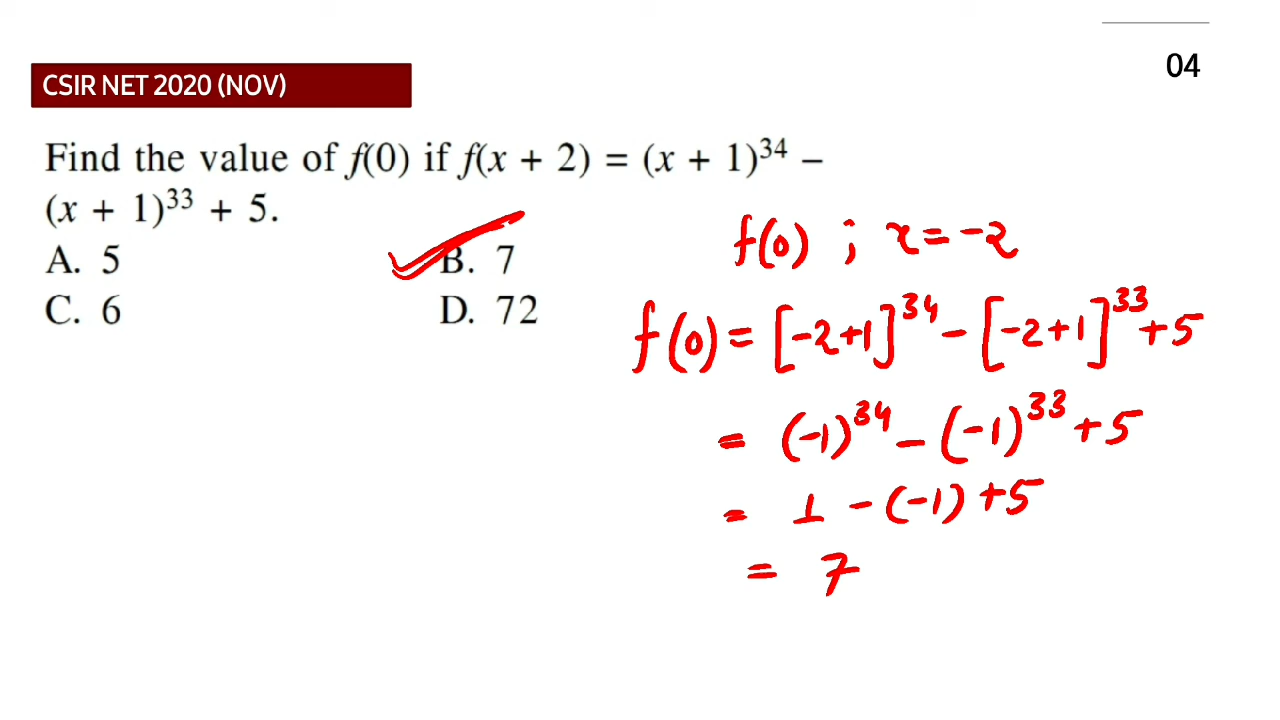 04
CSIR NET 2020 (NOV)
Find the value of f(0) if f(x + 2) = (x + 1)³⁴ –
(x + 1)³³ + 5.
A. 5
B. 7
C. 6
D. 72
f(0) ; x = -2
f(0) = [-2+1]³⁴ - [-2+1]³³ + 5
= (-1)³⁴ - (-1)³³ + 5
= 1 - (-1) + 5
= 7